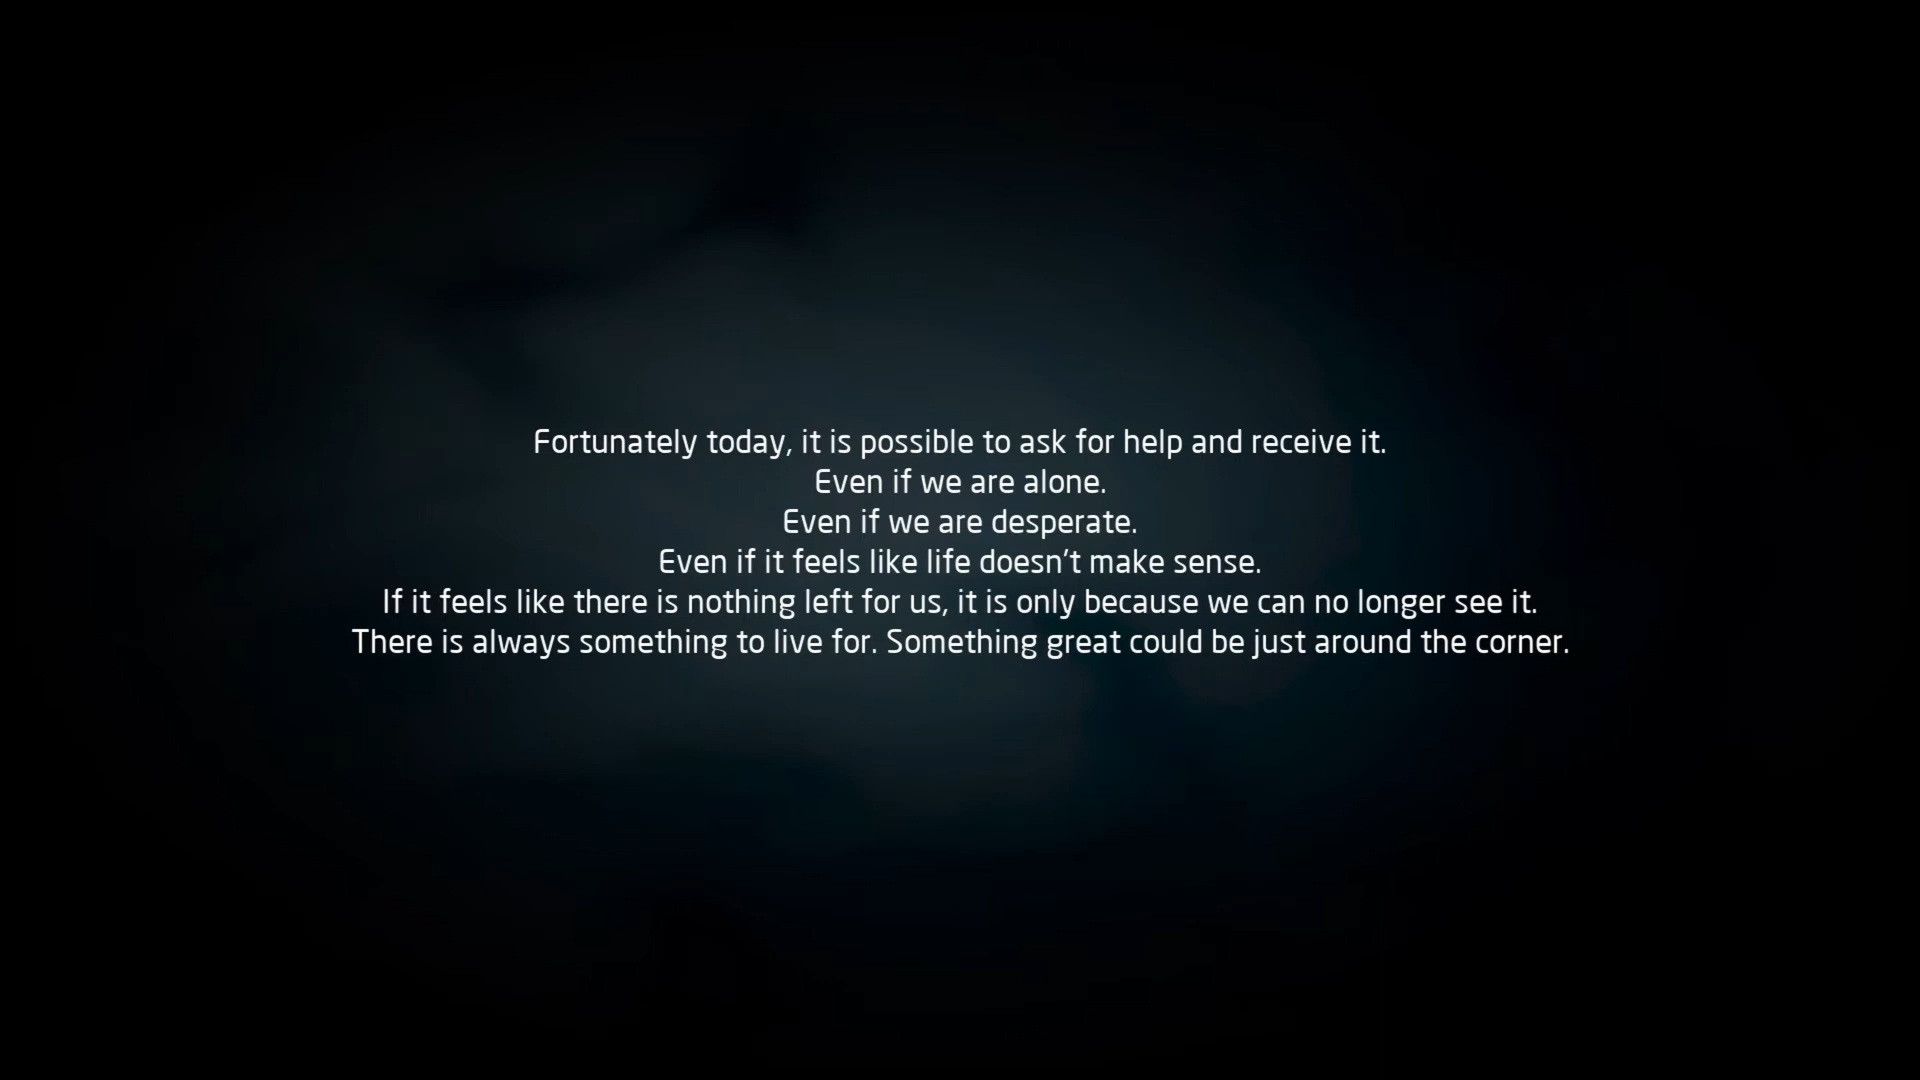 Fortunately today, it is possible to ask for help and receive it.
Even if we are alone.
Even if we are desperate.
Even if it feels like life doesn't make sense.
If it feels like there is nothing left for us, it is only because we can no longer see it.
There is always something to live for. Something great could be just around the corner.